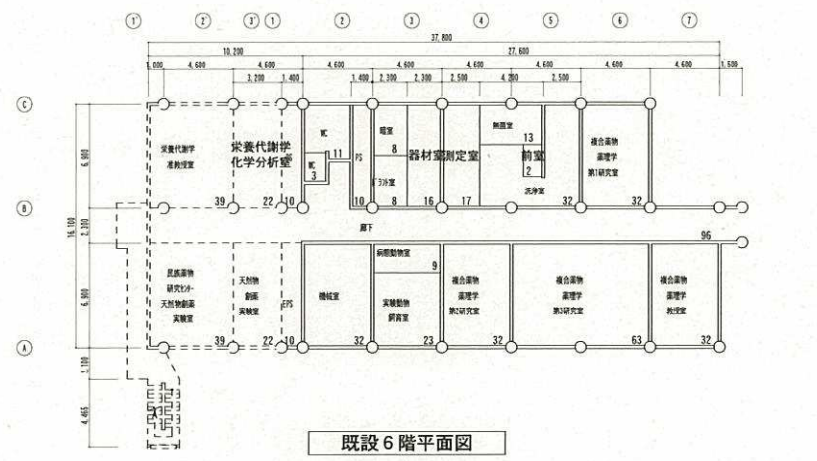 1' 2' 3' 1 2 3 4 5 6 7
37,800
10,200 27,600
1,000 4,600 4,600 4,600 4,600 4,600 4,600 4,600 4,600 1,500
3,200 1,400 1,400 2,300 2,300 2,500 4,200 2,500
C
B
A
6,900
2,300
16,100
6,900
1,100
4,465
栄養代謝学
准教授室
39
栄養代謝学
化学分析室
22
10
WC
11
WC
3
PS
10
暗室
8
8
器材室
16
測定室
17
無菌室
13
前室
2
洗浄室
32
複合薬物
薬理学
第1研究室
32
廊下
96
民族薬物
研究センター
天然物創薬
実験室
39
天然物
創薬
実験室
22
EPS
10
機械室
32
病態動物室
9
実験動物
飼育室
23
複合薬物
薬理学
第2研究室
32
複合薬物
薬理学
第3研究室
63
複合薬物
薬理学
教授室
32
既設6階平面図